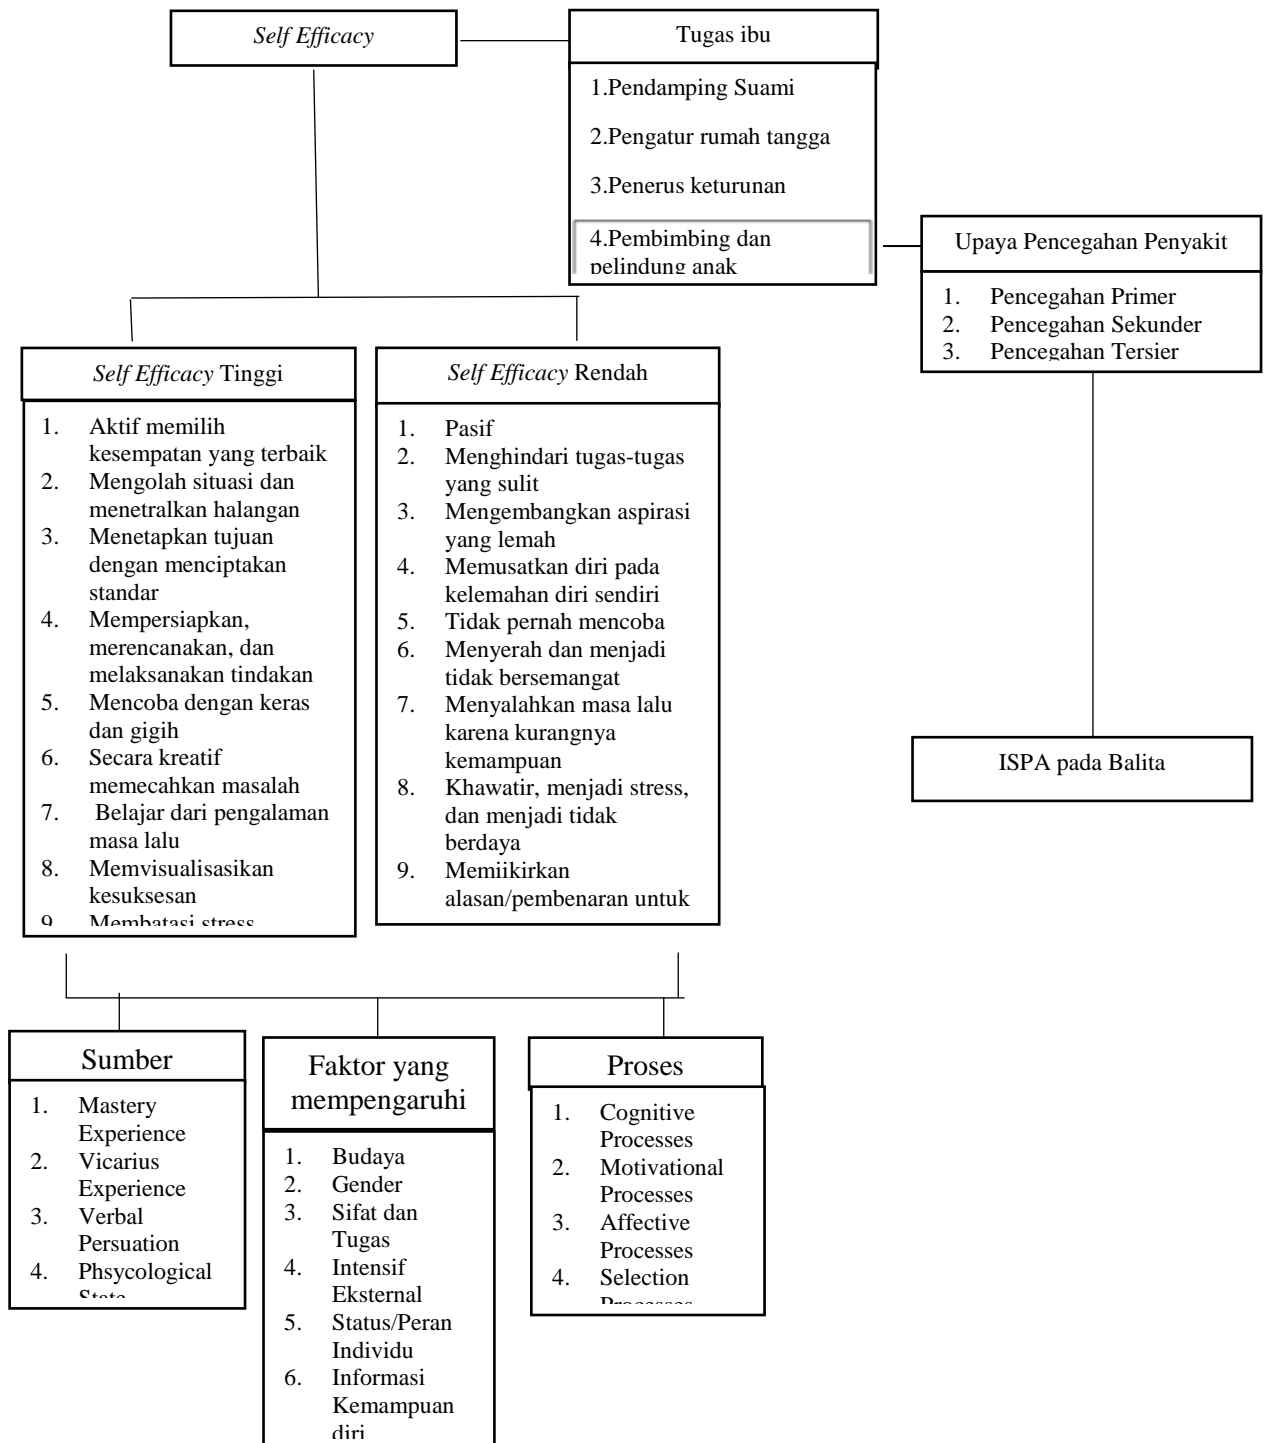 Self Efficacy
Tugas ibu
1.Pendamping Suami
2.Pengatur rumah tangga
3.Penerus keturunan
4.Pembimbing dan
pelindung anak
Upaya Pencegahan Penyakit
1. Pencegahan Primer
2. Pencegahan Sekunder
3. Pencegahan Tersier
Self Efficacy Tinggi
1. Aktif memilih
kesempatan yang terbaik
2. Mengolah situasi dan
menetralkan halangan
3. Menetapkan tujuan
dengan menciptakan
standar
4. Mempersiapkan,
merencanakan, dan
melaksanakan tindakan
5. Mencoba dengan keras
dan gigih
6. Secara kreatif
memecahkan masalah
7. Belajar dari pengalaman
masa lalu
8. Memvisualisasikan
kesuksesan
9. Membatasi stress
Self Efficacy Rendah
1. Pasif
2. Menghindari tugas-tugas
yang sulit
3. Mengembangkan aspirasi
yang lemah
4. Memusatkan diri pada
kelemahan diri sendiri
5. Tidak pernah mencoba
6. Menyerah dan menjadi
tidak bersemangat
7. Menyalahkan masa lalu
karena kurangnya
kemampuan
8. Khawatir, menjadi stress,
dan menjadi tidak
berdaya
9. Memiikirkan
alasan/pembenaran untuk
ISPA pada Balita
Sumber
1. Mastery
Experience
2. Vicarius
Experience
3. Verbal
Persuation
4. Phsycological
State
Faktor yang
mempengaruhi
1. Budaya
2. Gender
3. Sifat dan
Tugas
4. Intensif
Eksternal
5. Status/Peran
Individu
6. Informasi
Kemampuan
diri
Proses
1. Cognitive
Processes
2. Motivational
Processes
3. Affective
Processes
4. Selection
Processes